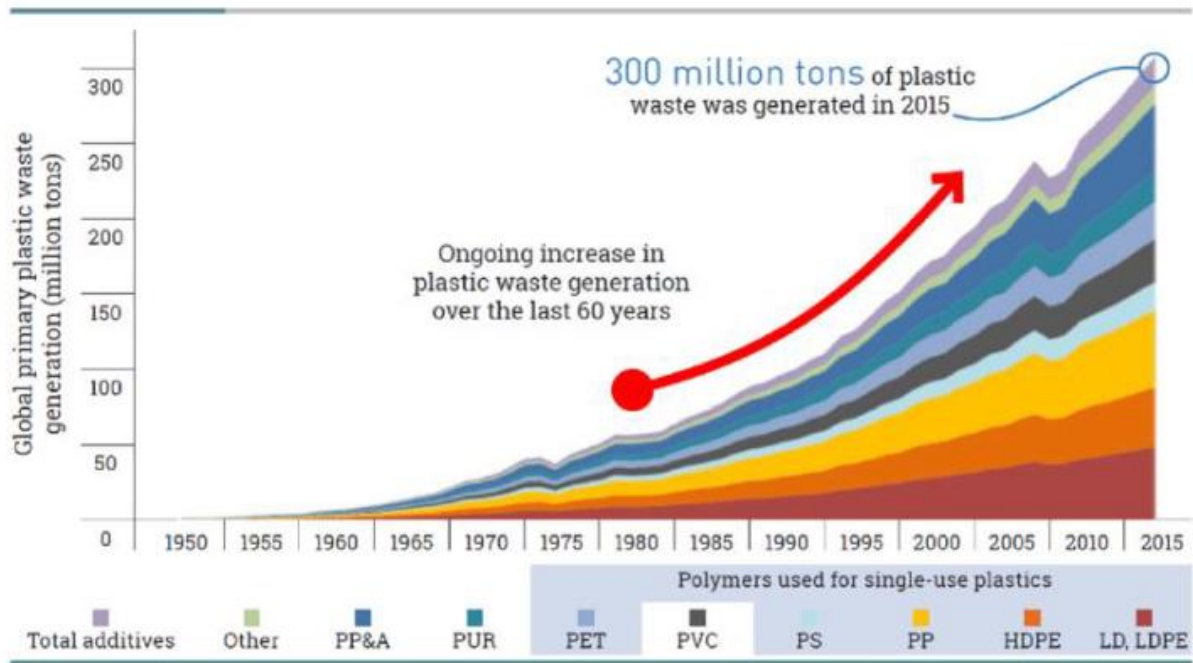 300 million tons of plastic
waste was generated in 2015
Ongoing increase in
plastic waste generation
over the last 60 years
Global primary plastic waste
generation (million tons)
300
250
200
150
100
50
0
1950 1955 1960 1965 1970 1975 1980 1985 1990 1995 2000 2005 2010 2015
Polymers used for single-use plastics
Total additives Other PP&A PUR PET PVC PS PP HDPE LD, LDPE